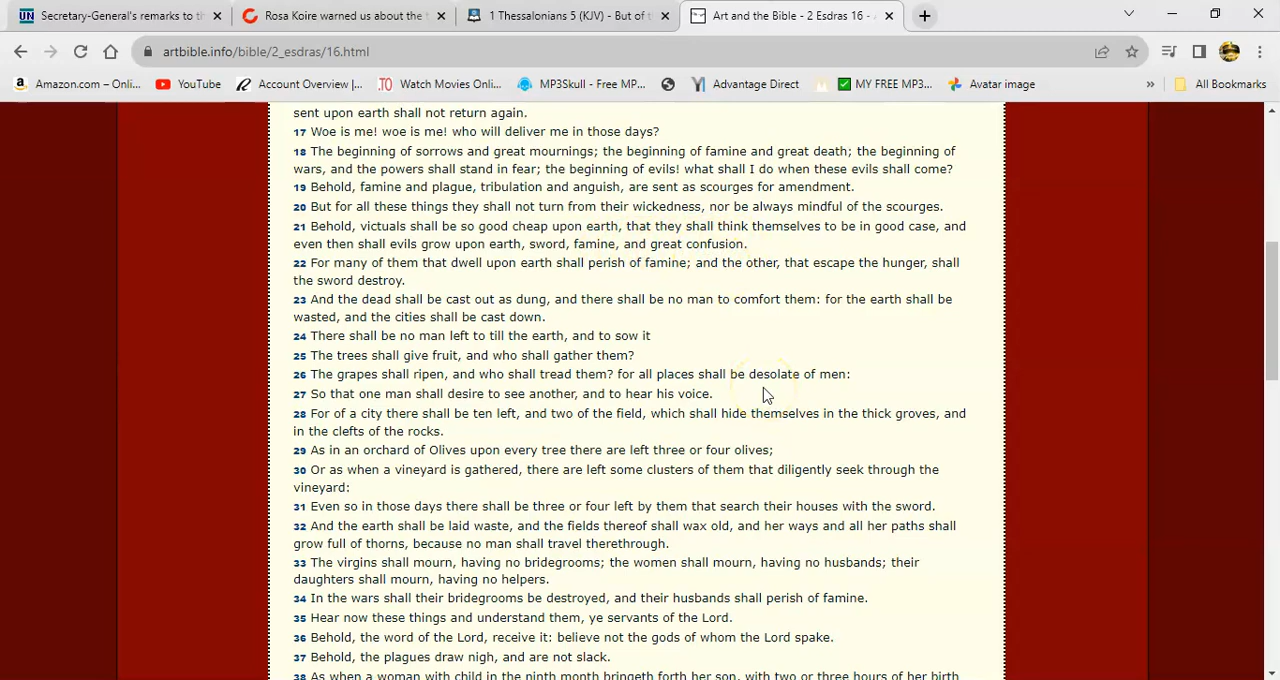 UN Secretary-General's remarks to th
Rosa Koire warned us about the
1 Thessalonians 5 (KJV) - But of t
Art and the Bible - 2 Esdras 16 -
artbible.info/bible/2_esdras/16.html
Amazon.com – Onli...
YouTube
Account Overview |...
Watch Movies Onli...
MP3Skull - Free MP...
Advantage Direct
MY FREE MP3...
Avatar image
»
All Bookmarks
sent upon earth shall not return again.
17 Woe is me! woe is me! who will deliver me in those days?
18 The beginning of sorrows and great mournings; the beginning of famine and great death; the beginning of
wars, and the powers shall stand in fear; the beginning of evils! what shall I do when these evils shall come?
19 Behold, famine and plague, tribulation and anguish, are sent as scourges for amendment.
20 But for all these things they shall not turn from their wickedness, nor be always mindful of the scourges.
21 Behold, victuals shall be so good cheap upon earth, that they shall think themselves to be in good case, and
even then shall evils grow upon earth, sword, famine, and great confusion.
22 For many of them that dwell upon earth shall perish of famine; and the other, that escape the hunger, shall
the sword destroy.
23 And the dead shall be cast out as dung, and there shall be no man to comfort them: for the earth shall be
wasted, and the cities shall be cast down.
24 There shall be no man left to till the earth, and to sow it
25 The trees shall give fruit, and who shall gather them?
26 The grapes shall ripen, and who shall tread them? for all places shall be desolate of men:
27 So that one man shall desire to see another, and to hear his voice.
28 For of a city there shall be ten left, and two of the field, which shall hide themselves in the thick groves, and
in the clefts of the rocks.
29 As in an orchard of Olives upon every tree there are left three or four olives;
30 Or as when a vineyard is gathered, there are left some clusters of them that diligently seek through the
vineyard:
31 Even so in those days there shall be three or four left by them that search their houses with the sword.
32 And the earth shall be laid waste, and the fields thereof shall wax old, and her ways and all her paths shall
grow full of thorns, because no man shall travel therethrough.
33 The virgins shall mourn, having no bridegrooms; the women shall mourn, having no husbands; their
daughters shall mourn, having no helpers.
34 In the wars shall their bridegrooms be destroyed, and their husbands shall perish of famine.
35 Hear now these things and understand them, ye servants of the Lord.
36 Behold, the word of the Lord, receive it: believe not the gods of whom the Lord spake.
37 Behold, the plagues draw nigh, and are not slack.
38 As when a woman with child in the ninth month bringeth forth her son, with two or three hours of her birth